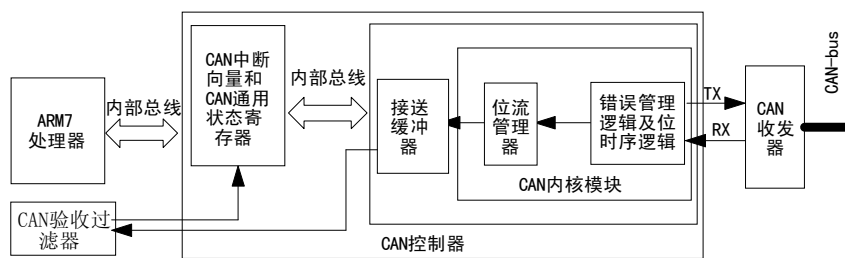 ARM7
处理器
内部总线
CAN中断
向量和
CAN通用
状态寄
存器
内部总线
接送
缓冲
器
位流
管理
器
错误管理
逻辑及位
时序逻辑
CAN内核模块
TX
RX
CAN
收发
器
CAN-bus
CAN验收过
滤器
CAN控制器